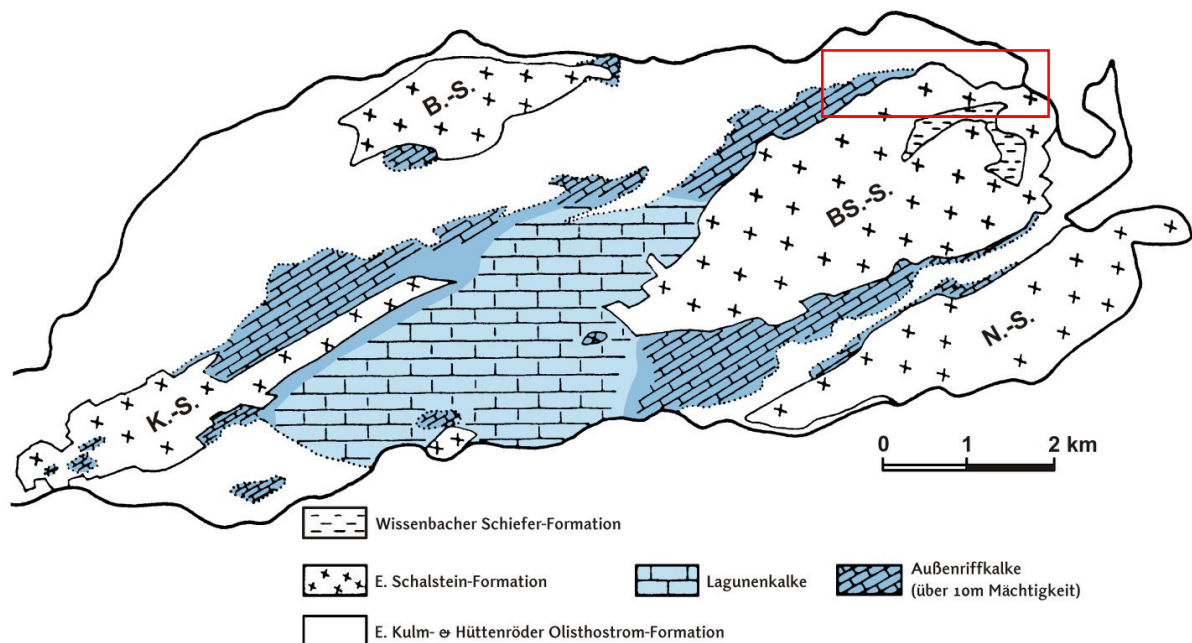 B.-S.
BS.-S.
N.-S.
K.-S.
0 1 2 km
Wissenbacher Schiefer-Formation
E. Schalstein-Formation
Lagunenkalke
Außenriffkalke
(über 10m Mächtigkeit)
E. Kulm- & Hüttenröder Olisthostrom-Formation